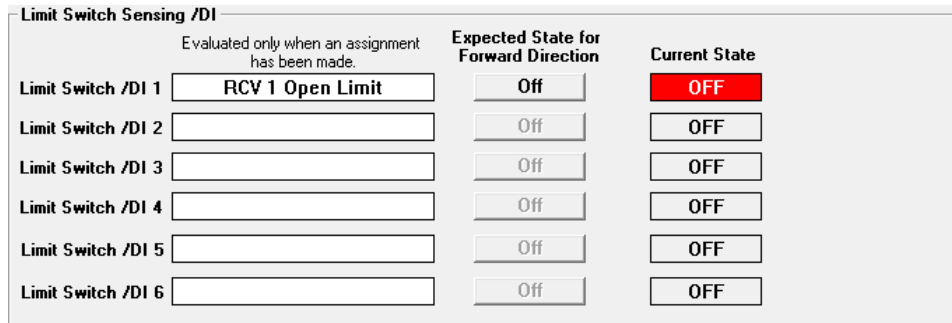 Limit Switch Sensing /DI
Evaluated only when an assignment
has been made.
Expected State for
Forward Direction
Current State
Limit Switch /DI 1 RCV 1 Open Limit Off OFF
Limit Switch /DI 2 Off OFF
Limit Switch /DI 3 Off OFF
Limit Switch /DI 4 Off OFF
Limit Switch /DI 5 Off OFF
Limit Switch /DI 6 Off OFF